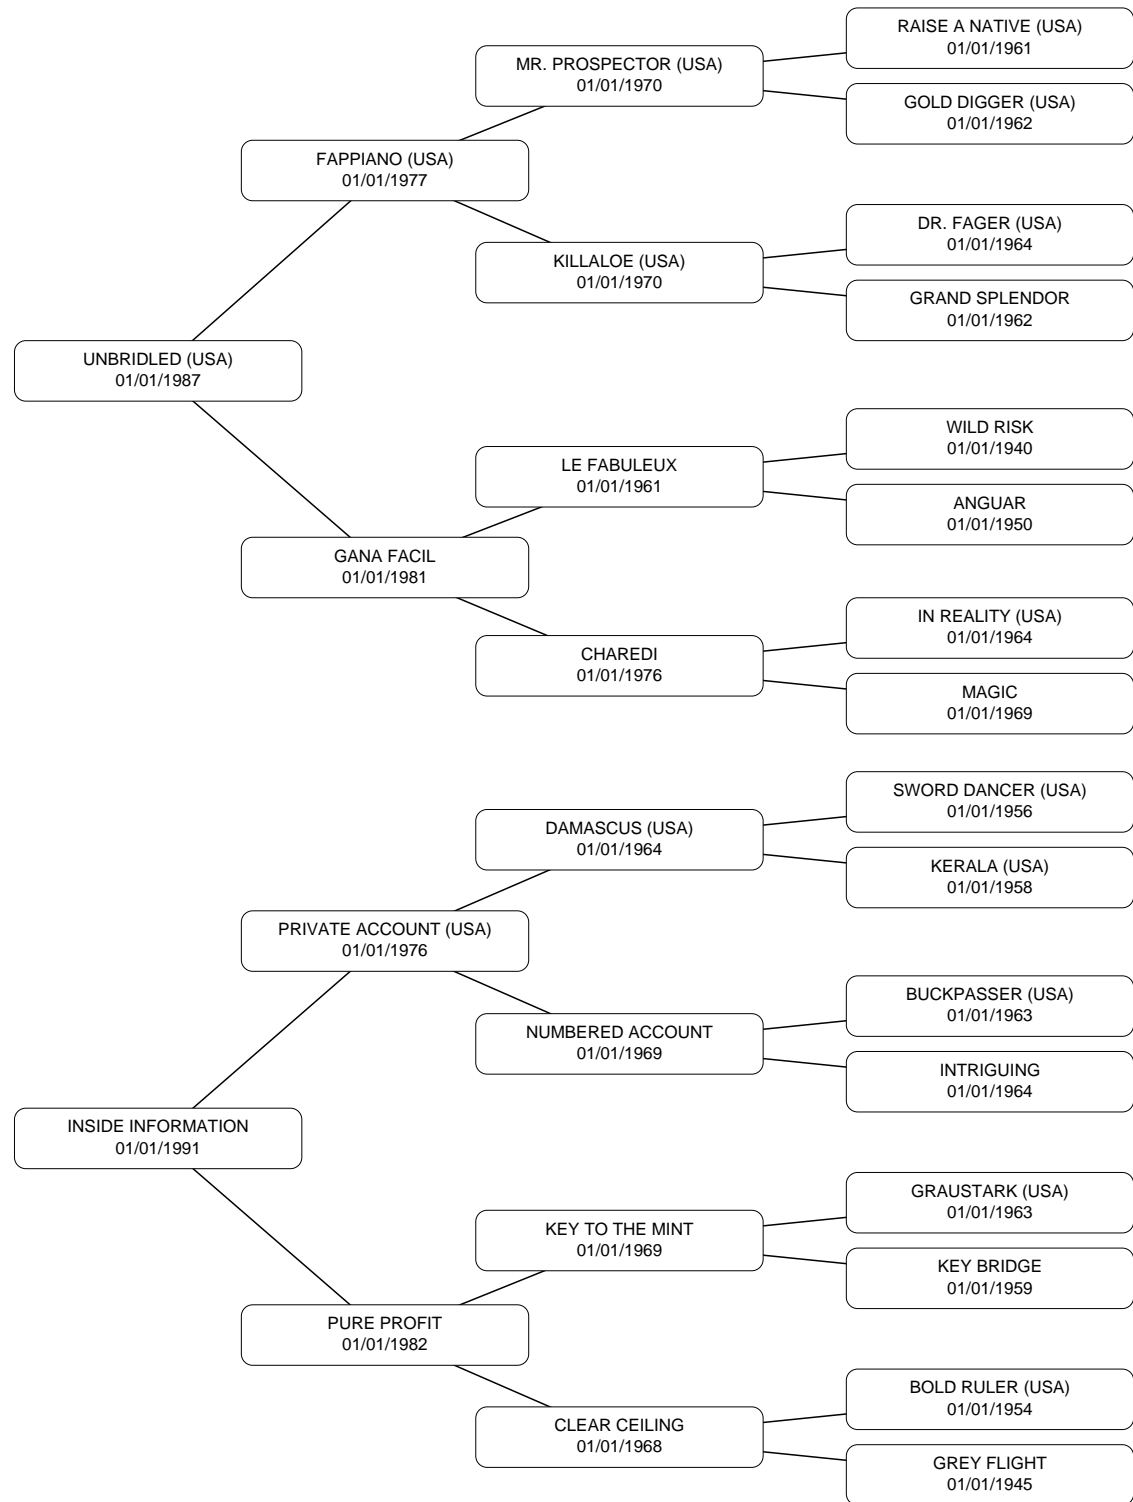 RAISE A NATIVE (USA)
01/01/1961
MR. PROSPECTOR (USA)
01/01/1970
GOLD DIGGER (USA)
01/01/1962
FAPPIANO (USA)
01/01/1977
DR. FAGER (USA)
01/01/1964
KILLALOE (USA)
01/01/1970
GRAND SPLENDOR
01/01/1962
UNBRIDLED (USA)
01/01/1987
WILD RISK
01/01/1940
LE FABULEUX
01/01/1961
ANGUAR
01/01/1950
GANA FACIL
01/01/1981
IN REALITY (USA)
01/01/1964
CHAREDI
01/01/1976
MAGIC
01/01/1969
SWORD DANCER (USA)
01/01/1956
DAMASCUS (USA)
01/01/1964
KERALA (USA)
01/01/1958
PRIVATE ACCOUNT (USA)
01/01/1976
BUCKPASSER (USA)
01/01/1963
NUMBERED ACCOUNT
01/01/1969
INTRIGUING
01/01/1964
INSIDE INFORMATION
01/01/1991
GRAUSTARK (USA)
01/01/1963
KEY TO THE MINT
01/01/1969
KEY BRIDGE
01/01/1959
PURE PROFIT
01/01/1982
BOLD RULER (USA)
01/01/1954
CLEAR CEILING
01/01/1968
GREY FLIGHT
01/01/1945